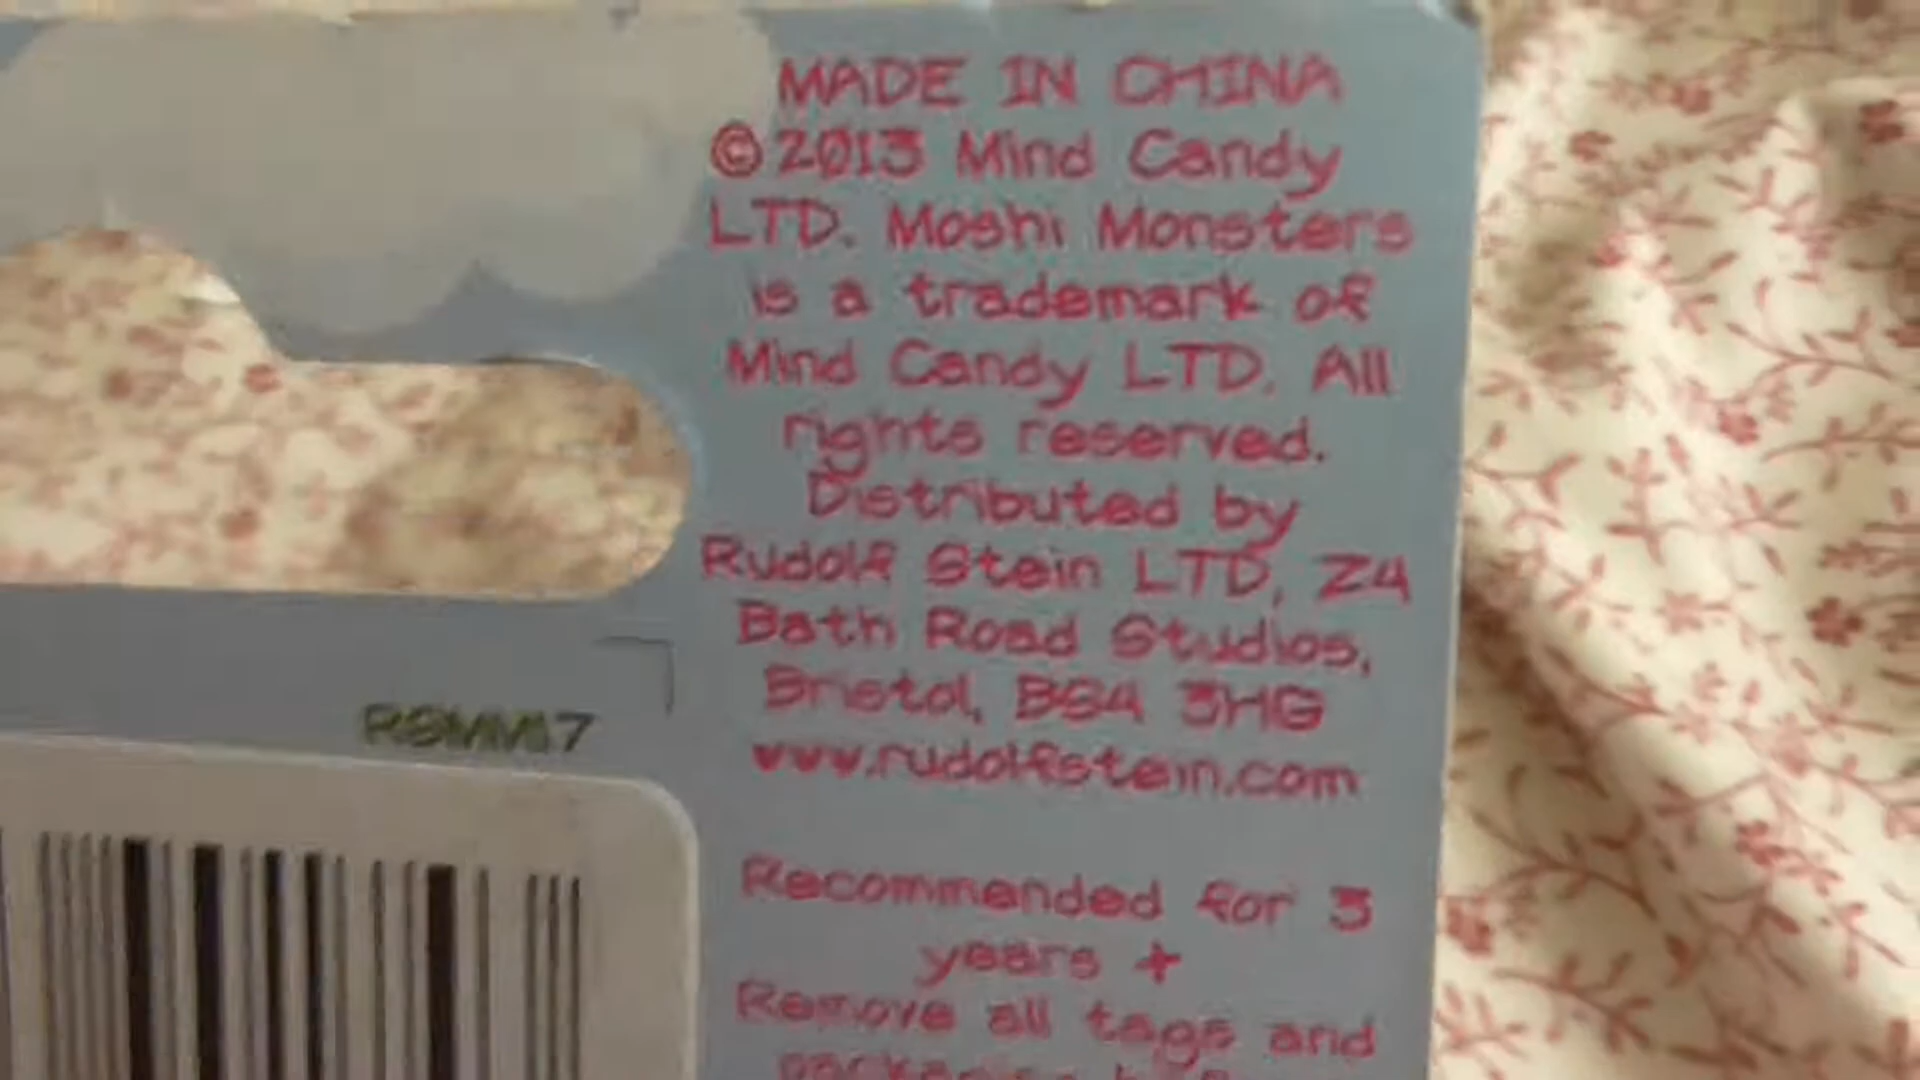 MADE IN CHINA
©2013 Mind Candy
LTD. Moshi Monsters
is a trademark of
Mind Candy LTD. All
rights reserved.
Distributed by
Rudolf Stein LTD, Z4
Bath Road Studios,
Bristol, BS4 3HG
www.rudolfstein.com
RSMM17
Recommended for 3
years +
Remove all tags and